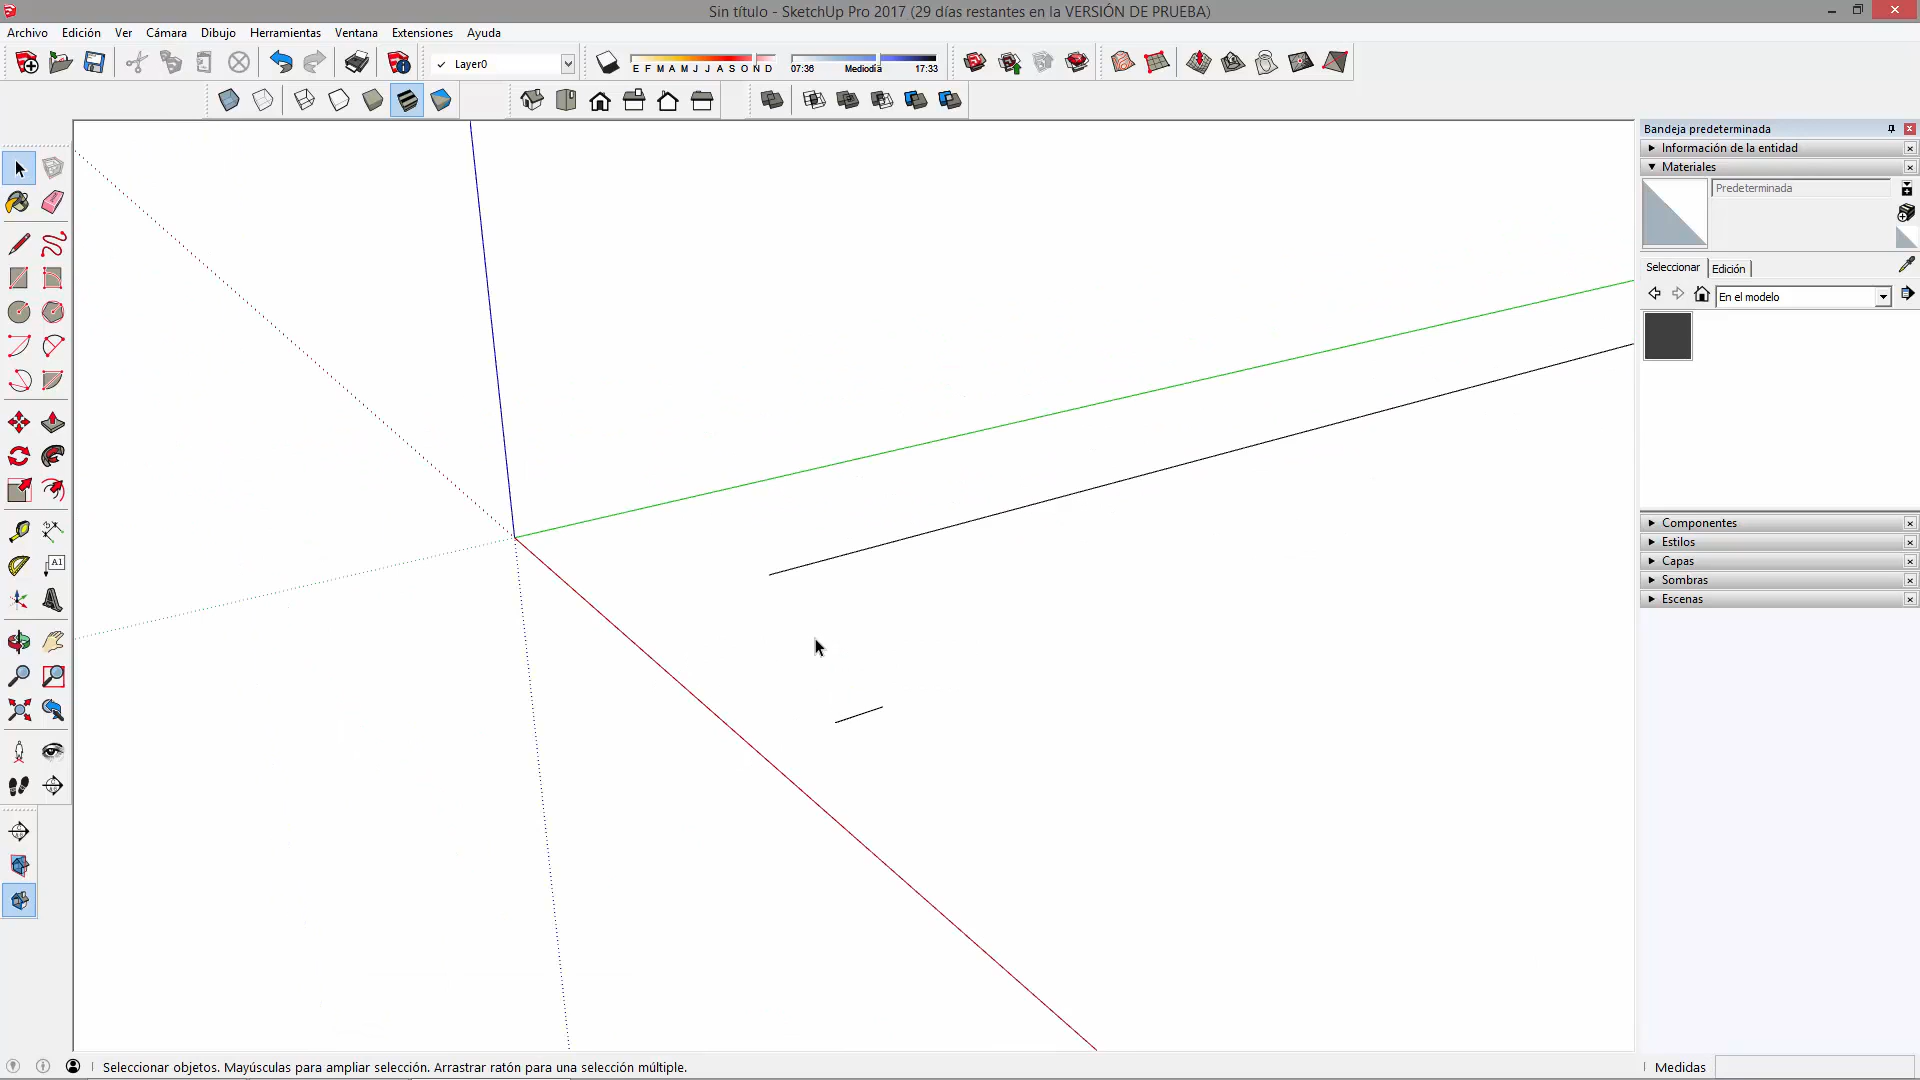 Sin título - SketchUp Pro 2017 (29 días restantes en la VERSIÓN DE PRUEBA)
Archivo Edición Ver Cámara Dibujo Herramientas Ventana Extensiones Ayuda
Layer0
E F M A M J J A S O N D
07:36 Mediodía 17:33
Bandeja predeterminada
Información de la entidad
Materiales
Predeterminada
Seleccionar Edición
En el modelo
Componentes
Estilos
Capas
Sombras
Escenas
A1
Seleccionar objetos. Mayúsculas para ampliar selección. Arrastrar ratón para una selección múltiple.
Medidas